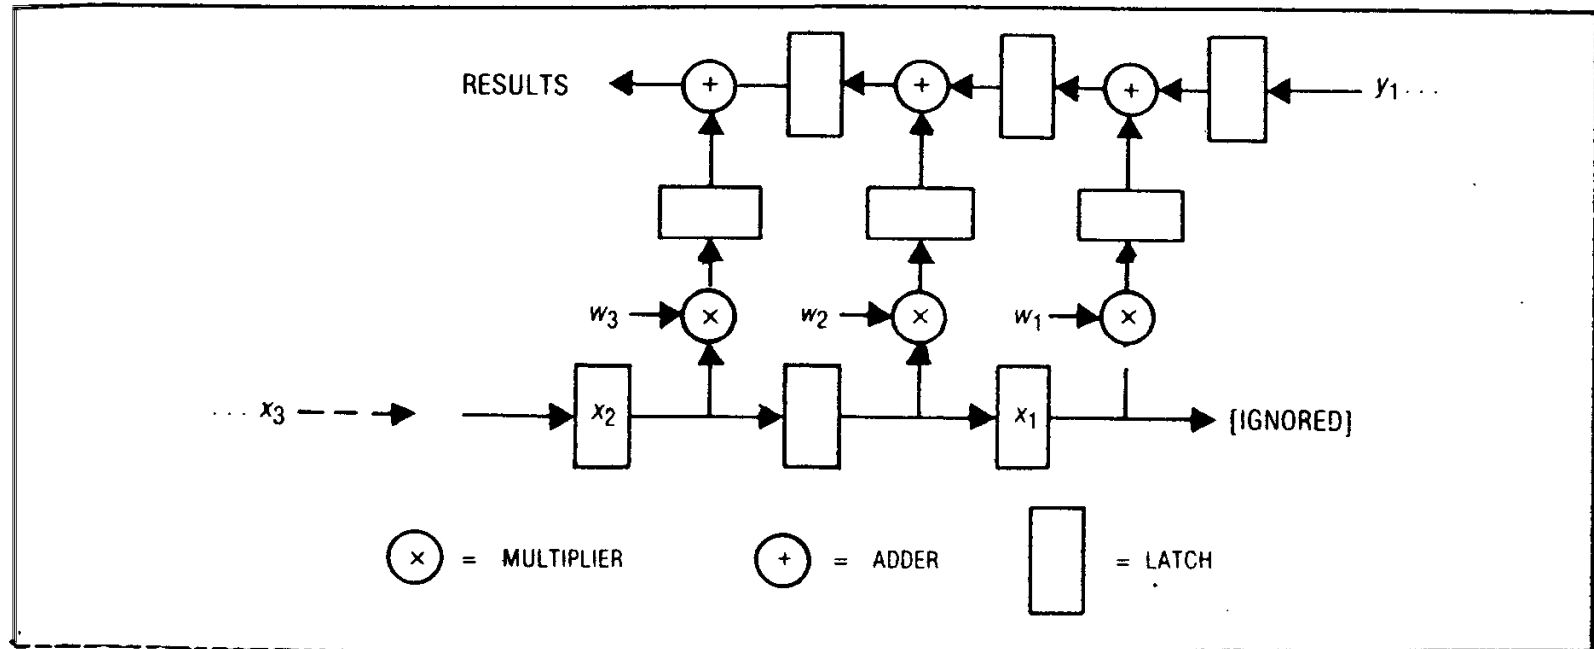 RESULTS ← + + + y₁ ···
w₃ × w₂ × w₁ ×
··· x₃ x₂ x₁ [IGNORED]
× = MULTIPLIER + = ADDER = LATCH